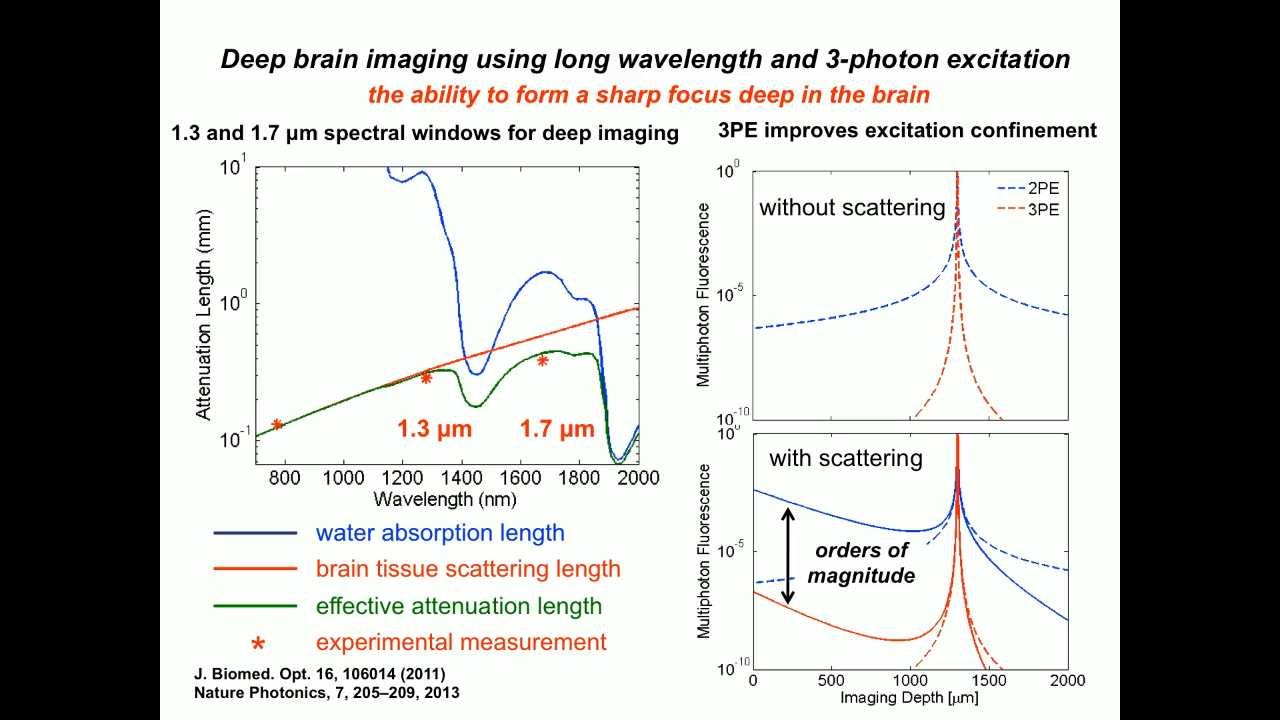 Deep brain imaging using long wavelength and 3-photon excitation
the ability to form a sharp focus deep in the brain
1.3 and 1.7 µm spectral windows for deep imaging
10^1
10^0
10^-1
Attenuation Length (mm)
1.3 µm
1.7 µm
800 1000 1200 1400 1600 1800 2000
Wavelength (nm)
water absorption length
brain tissue scattering length
effective attenuation length
* experimental measurement
J. Biomed. Opt. 16, 106014 (2011)
Nature Photonics, 7, 205–209, 2013
3PE improves excitation confinement
10^0
10^-5
10^-10
Multiphoton Fluorescence
without scattering
2PE
3PE
10^0
10^-5
10^-10
Multiphoton Fluorescence
with scattering
orders of
magnitude
0 500 1000 1500 2000
Imaging Depth [µm]